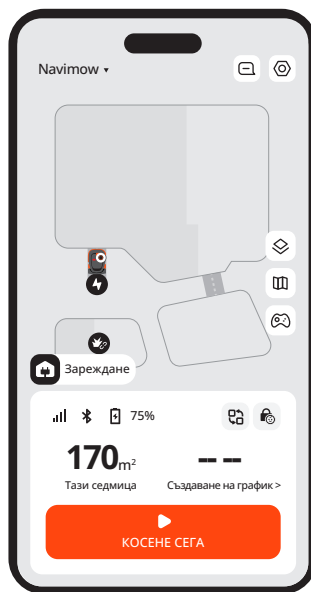 Navimow
Зареждане
75%
170m²
-- --
Тази седмица
Създаване на график >
КОСЕНЕ СЕГА